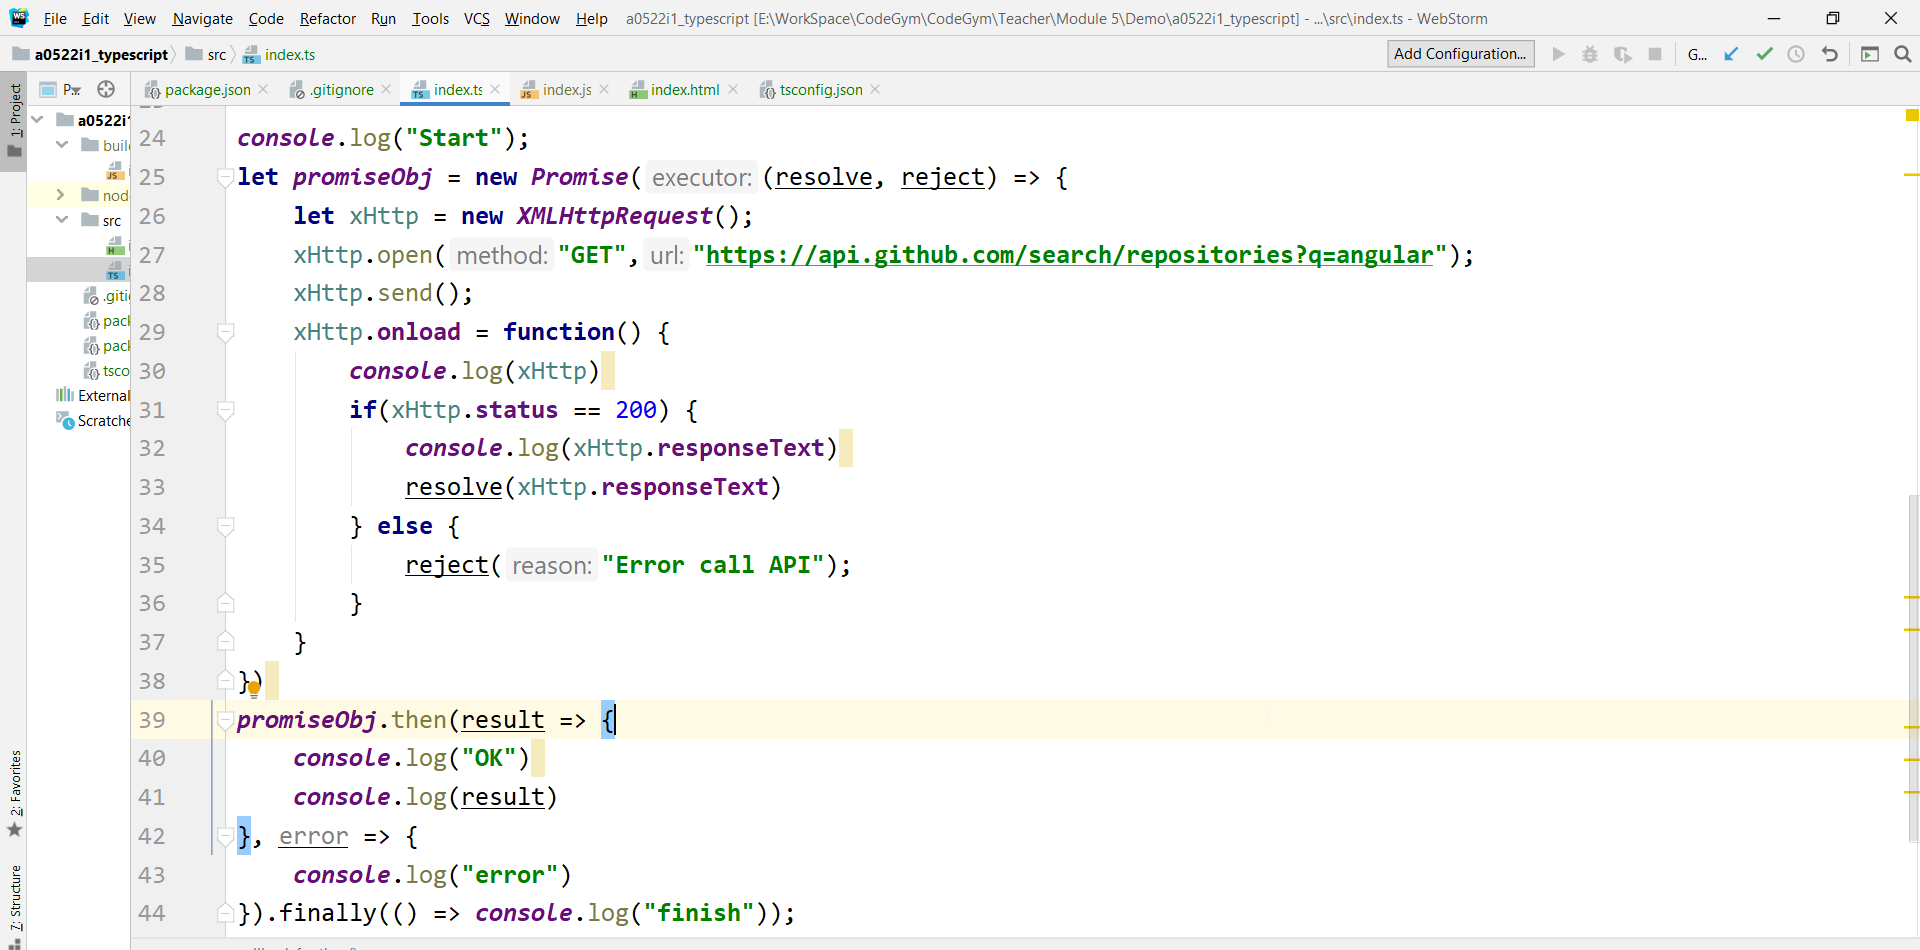 File Edit View Navigate Code Refactor Run Tools VCS Window Help a0522i1_typescript [E:\WorkSpace\CodeGym\CodeGym\Teacher\Module 5\Demo\a0522i1_typescript] - ...\src\index.ts - WebStorm
a0522i1_typescript src index.ts Add Configuration... G...
1: Project
P..
package.json .gitignore index.ts index.js index.html tsconfig.json
a0522i1
buil
nod
src
.gitig
pack
pack
tsco
External
Scratche
2: Favorites
7: Structure
24 console.log("Start");
25 let promiseObj = new Promise( executor: (resolve, reject) => {
26 let xHttp = new XMLHttpRequest();
27 xHttp.open( method: "GET", url: "https://api.github.com/search/repositories?q=angular");
28 xHttp.send();
29 xHttp.onload = function() {
30 console.log(xHttp)
31 if(xHttp.status == 200) {
32 console.log(xHttp.responseText)
33 resolve(xHttp.responseText)
34 } else {
35 reject( reason: "Error call API");
36 }
37 }
38 })
39 promiseObj.then(result => {
40 console.log("OK")
41 console.log(result)
42 }, error => {
43 console.log("error")
44 }).finally(() => console.log("finish"));